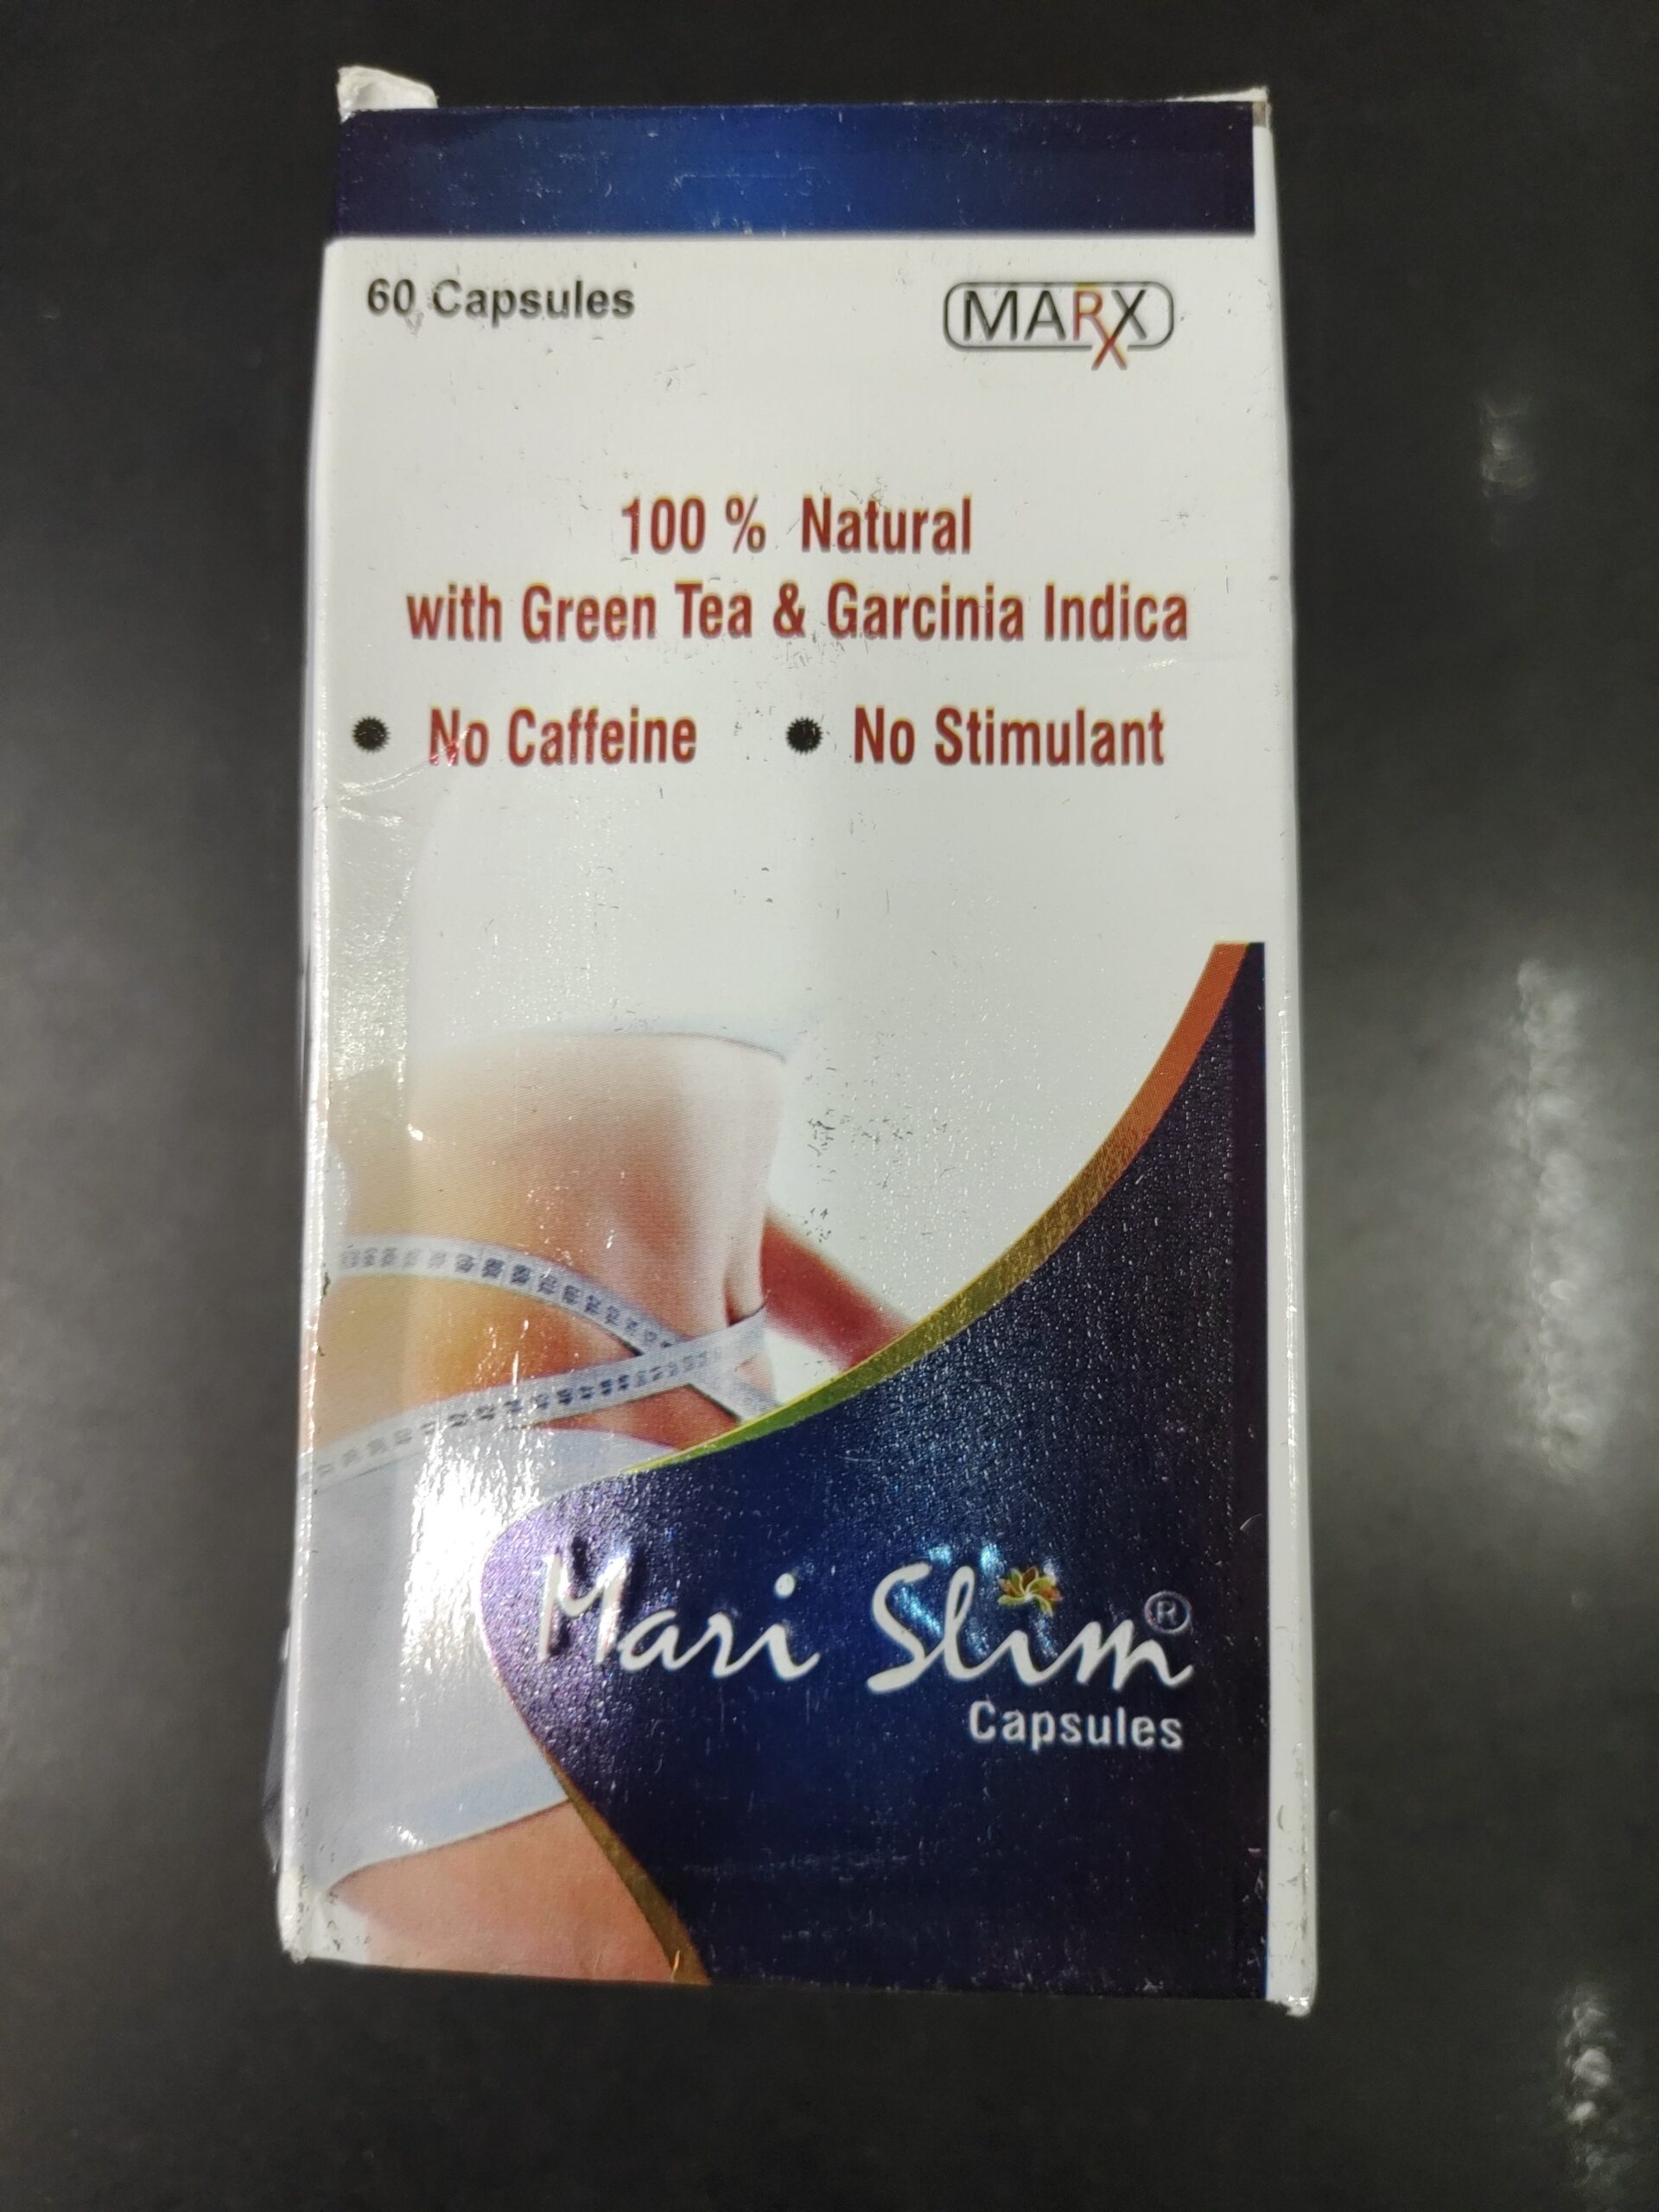 60 Capsules
MARX
100 % Natural
with Green Tea & Garcinia Indica
No Caffeine
No Stimulant
Mari Slim®
Capsules